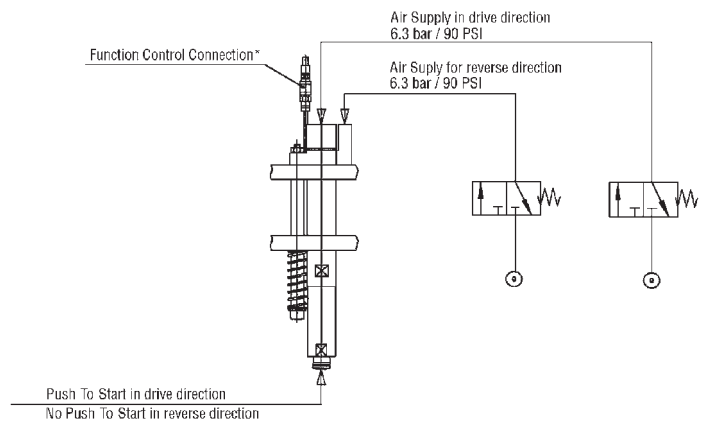 Air Supply in drive direction
6.3 bar / 90 PSI
Function Control Connection*
Air Suply for reverse direction
6.3 bar / 90 PSI
Push To Start in drive direction
No Push To Start in reverse direction